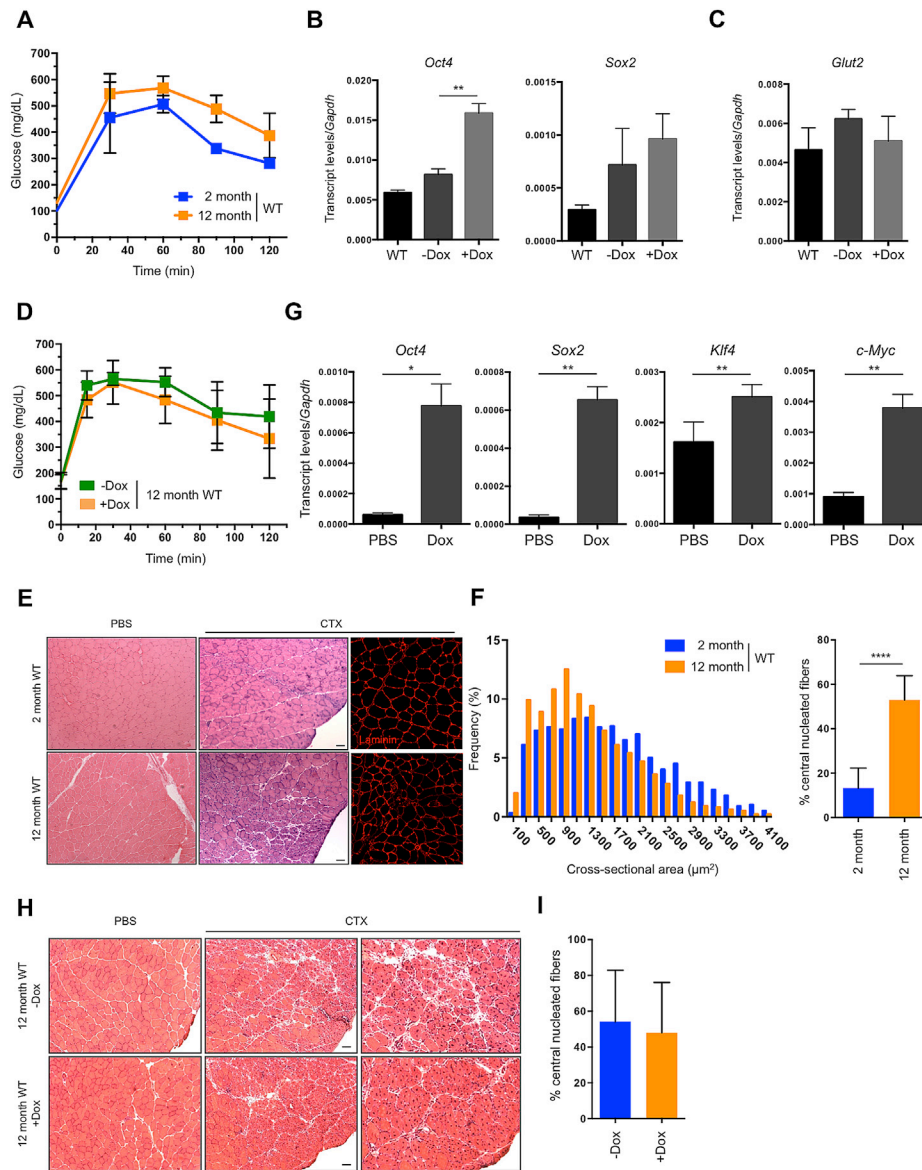 A
Glucose (mg/dL)
700
600
500
400
300
200
100
0
0 20 40 60 80 100 120
Time (min)
2 month
12 month
WT
B
Oct4
Transcript levels/Gapdh
0.020
0.015
0.010
0.005
0.000
**
WT -Dox +Dox
Sox2
0.0015
0.0010
0.0005
0.0000
WT -Dox +Dox
C
Glut2
Transcript levels/Gapdh
0.008
0.006
0.004
0.002
0.000
WT -Dox +Dox
D
Glucose (mg/dL)
700
600
500
400
300
200
100
0
0 20 40 60 80 100 120
Time (min)
-Dox
+Dox
12 month WT
G
Oct4
Transcript levels/Gapdh
0.0010
0.0008
0.0006
0.0004
0.0002
0.0000
*
PBS Dox
Sox2
0.0008
0.0006
0.0004
0.0002
0.0000
**
PBS Dox
Klf4
0.003
0.002
0.001
0.000
**
PBS Dox
c-Myc
0.005
0.004
0.003
0.002
0.001
0.000
**
PBS Dox
E
PBS
CTX
2 month WT
12 month WT
Laminin
F
Frequency (%)
15
10
5
0
100 500 900 1300 1700 2100 2500 2900 3300 3700 4100
Cross-sectional area (µm²)
2 month
12 month
WT
% central nucleated fibers
80
60
40
20
0
****
2 month
12 month
H
PBS
CTX
12 month WT
-Dox
12 month WT
+Dox
I
% central nucleated fibers
100
80
60
40
20
0
-Dox
+Dox